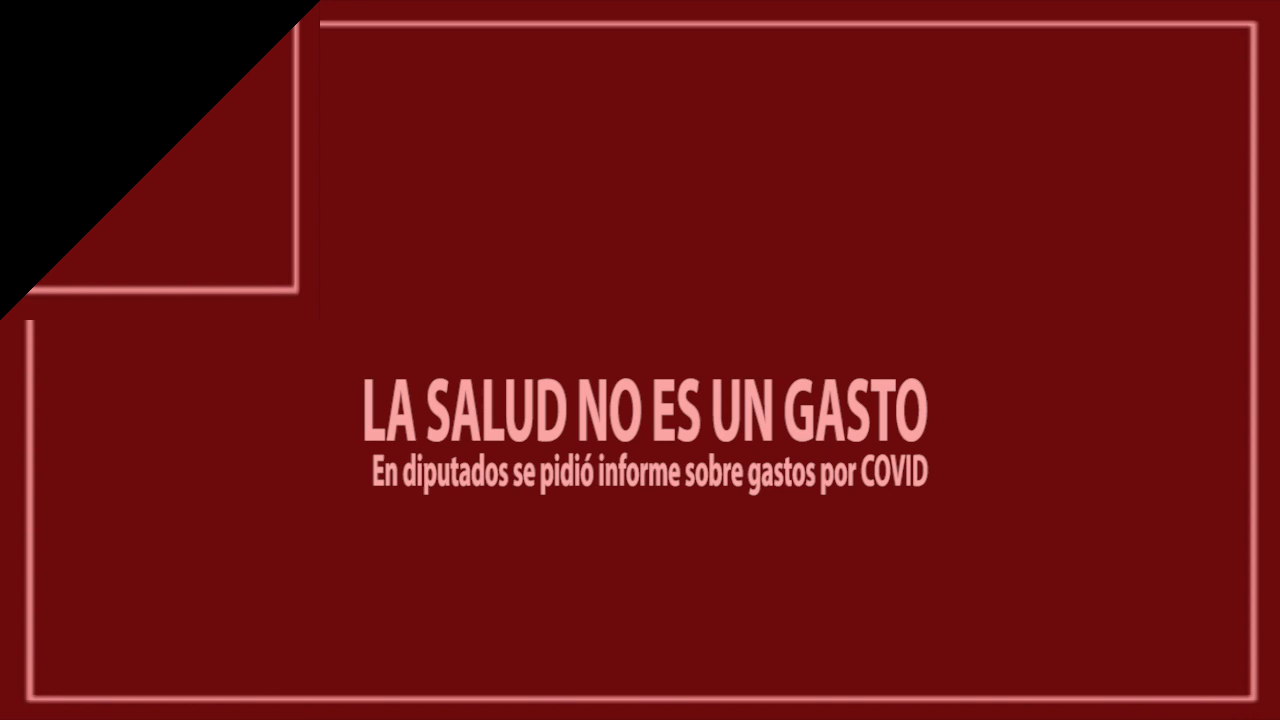 LA SALUD NO ES UN GASTO
En diputados se pidió informe sobre gastos por COVID